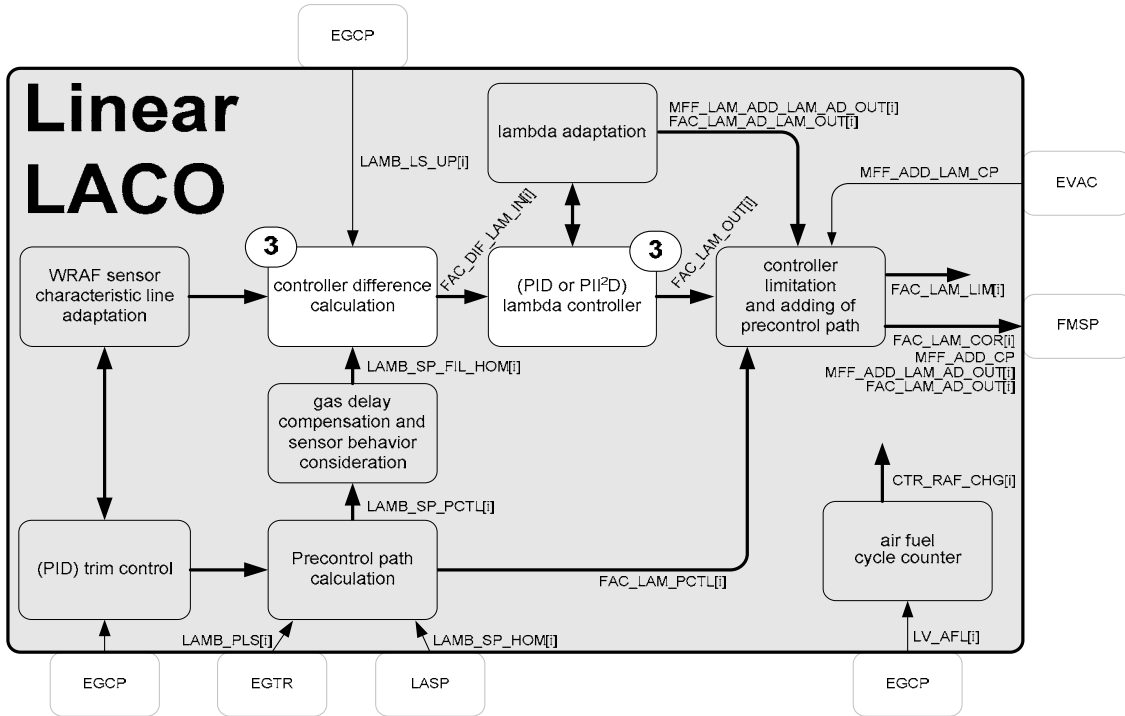 EGCP
Linear
LACO
LAMB_LS_UP[i]
lambda adaptation
MFF_LAM_ADD_LAM_AD_OUT[i]
FAC_LAM_AD_LAM_OUT[i]
MFF_ADD_LAM_CP
EVAC
WRAF sensor
characteristic line
adaptation
3
controller difference
calculation
FAC_DIF_LAM_IN[i]
3
(PID or PII²D)
lambda controller
FAC_LAM_OUT[i]
controller
limitation
and adding of
precontrol path
FAC_LAM_LIM[i]
FMSP
FAC_LAM_COR[i]
MFF_ADD_CP
MFF_ADD_LAM_AD_OUT[i]
FAC_LAM_AD_OUT[i]
LAMB_SP_FIL_HOM[i]
gas delay
compensation and
sensor behavior
consideration
LAMB_SP_PCTL[i]
CTR_RAF_CHG[i]
(PID) trim control
Precontrol path
calculation
FAC_LAM_PCTL[i]
air fuel
cycle counter
LAMB_PLS[i]
LAMB_SP_HOM[i]
LV_AFL[i]
EGCP
EGTR
LASP
EGCP